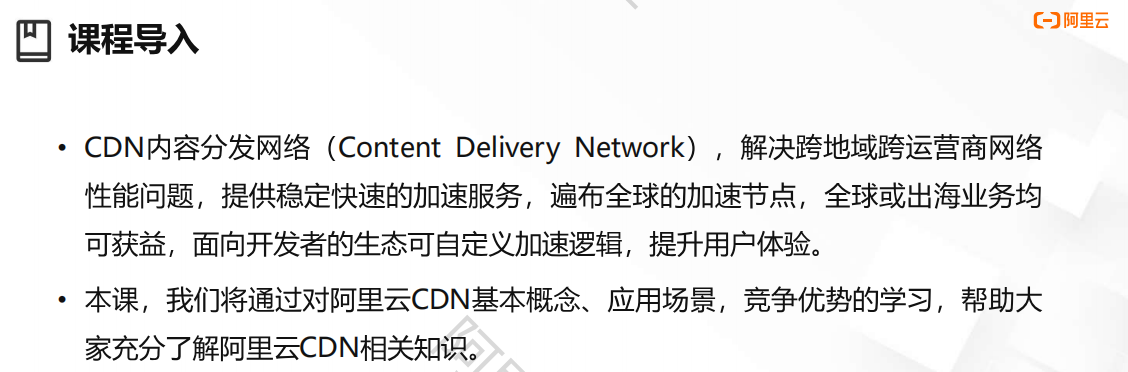 课程导入
阿里云
• CDN内容分发网络（Content Delivery Network），解决跨地域跨运营商网络
性能问题，提供稳定快速的加速服务，遍布全球的加速节点，全球或出海业务均
可获益，面向开发者的生态可自定义加速逻辑，提升用户体验。
• 本课，我们将通过对阿里云CDN基本概念、应用场景，竞争优势的学习，帮助大
家充分了解阿里云CDN相关知识。